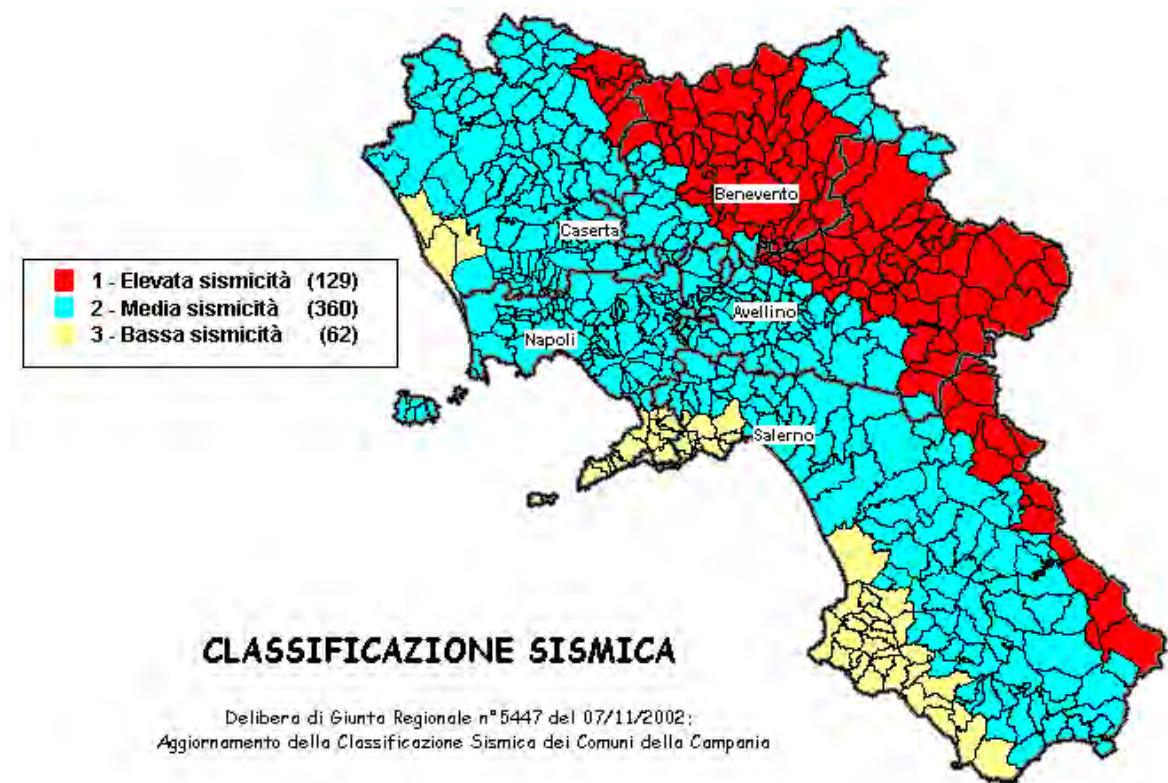 Benevento
Caserta
1 - Elevata sismicità (129)
2 - Media sismicità (360)
3 - Bassa sismicità (62)
Avellino
Napoli
Salerno
CLASSIFICAZIONE SISMICA
Delibera di Giunta Regionale n°5447 del 07/11/2002:
Aggiornamento della Classificazione Sismica dei Comuni della Campania